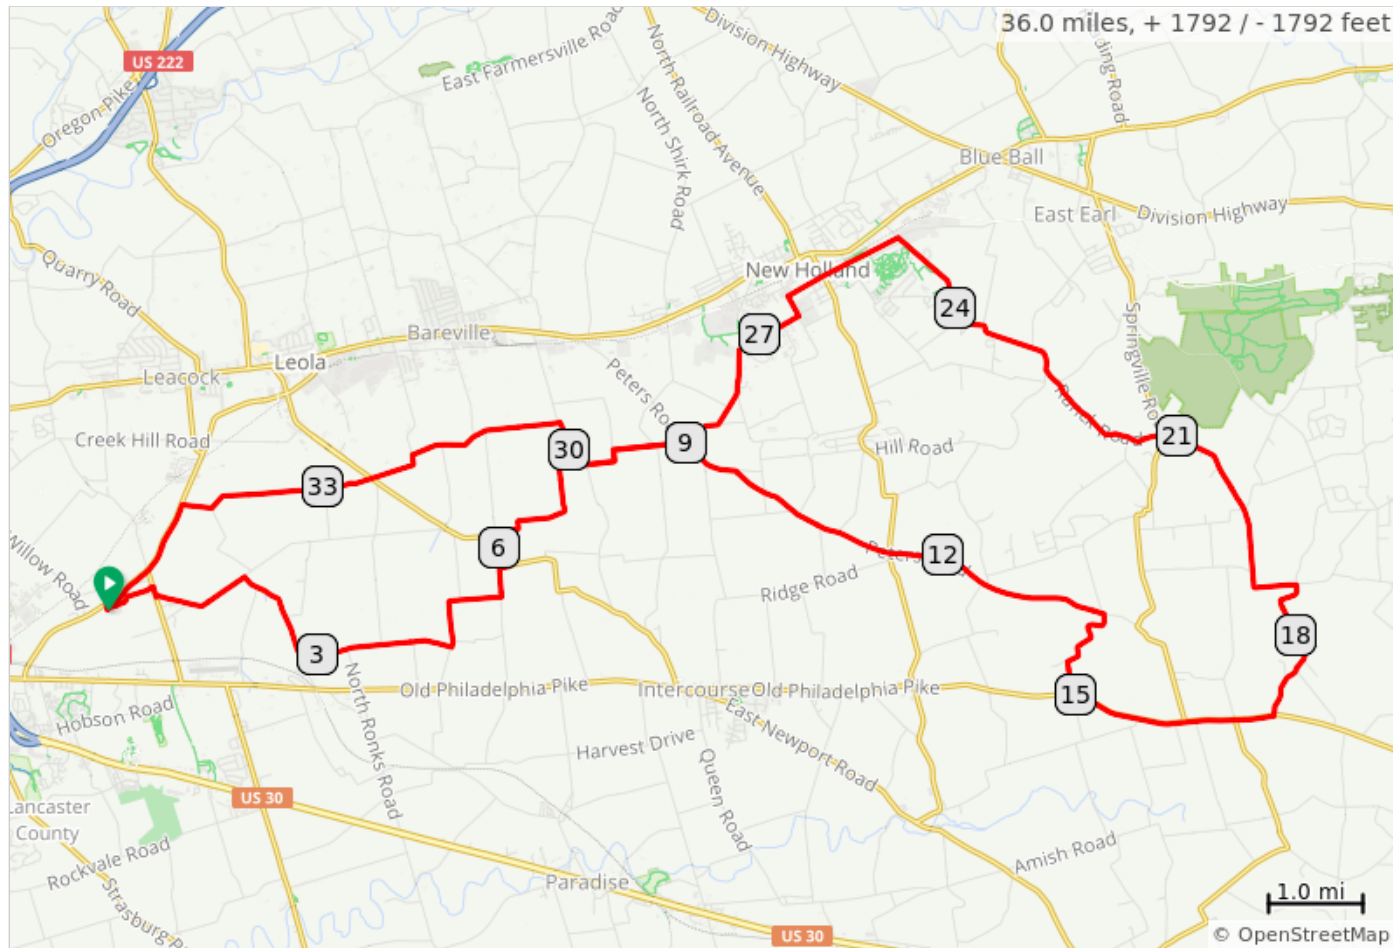 36.0 miles, + 1792 / - 1792 feet
US 222
Oregon Pike
East Farmersville Road
North Railroad Avenue
Division Highway
North Shirk Road
Blue Ball
East Earl
Division Highway
Quarry Road
New Holland
24
27
Bareville
Leola
Leacock
Springville
Peters
Creek Hill Road
Hill Road
9
21
30
33
6
12
Willow Road
Ridge Road
3
18
15
North Ronks Road
Old Philadelphia Pike
Intercourse
Old Philadelphia Pike
Hobson Road
East Newport Road
Harvest Drive
Queen Road
US 30
Lancaster
County
Rockvale Road
Amish Road
Paradise
Strasburg
US 30
1.0 mi
© OpenStreetMap